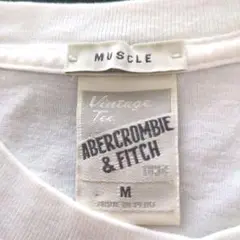 MUSCLE
Vintage
Tee
ABERCROMBIE
& FITCH
M